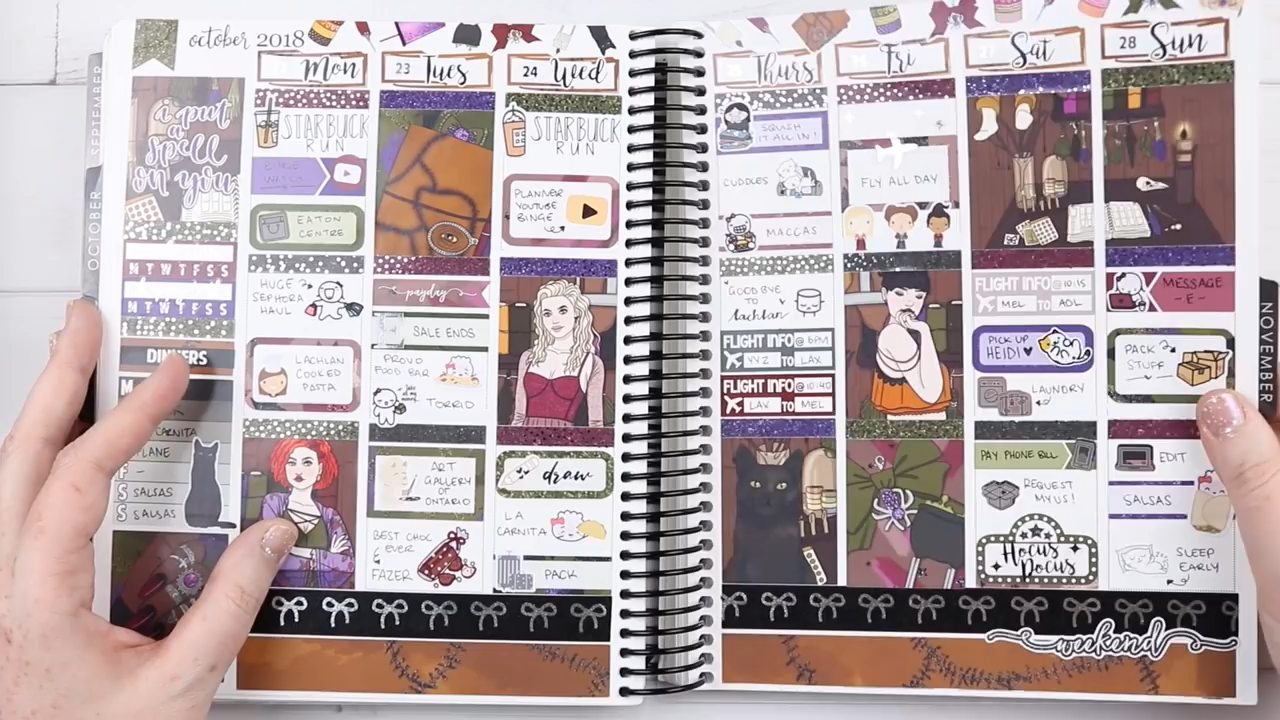 october 2018
SEPTEMBER
OCTOBER
NOVEMBER
i put
a
spell
on you
M T W T F S S
M T W T F S S
DINNERS
M
CARNITA
LANE
F -
S SALSAS
S SALSAS
Mon
STARBUCK
RUN
BINGE
WATCH
EATON
CENTRE
HUGE
SEPHORA
HAUL
LACHLAN
COOKED
PASTA
23 Tues
payday
SALE ENDS
PROVO
FOOD BAR
TORRID
ART
GALLERY
OF
ONTARIO
BEST CHOC
EVER
FAZER
24 Wed
STARBUCK
RUN
PLANNER
YOUTUBE
BINGE
draw
LA
CARNITA
PACK
Thurs
SQUISH
IT ALL IN!
CUDDLES
MACCAS
GOODBYE
TO
Lachlan
FLIGHT INFO @ 6PM
YYZ TO LAX
FLIGHT INFO @ 10:40
LAX TO MEL
Fri
FLY ALL DAY
Sat
FLIGHT INFO @ 10:15
MEL TO ADL
PICK UP
HEIDI
LAUNDRY
PAY PHONE BILL
REQUEST
MYUS!
Hocus
Pocus
28 Sun
MESSAGE
- E -
PACK
STUFF
EDIT
SALSAS
SLEEP
EARLY
weekend